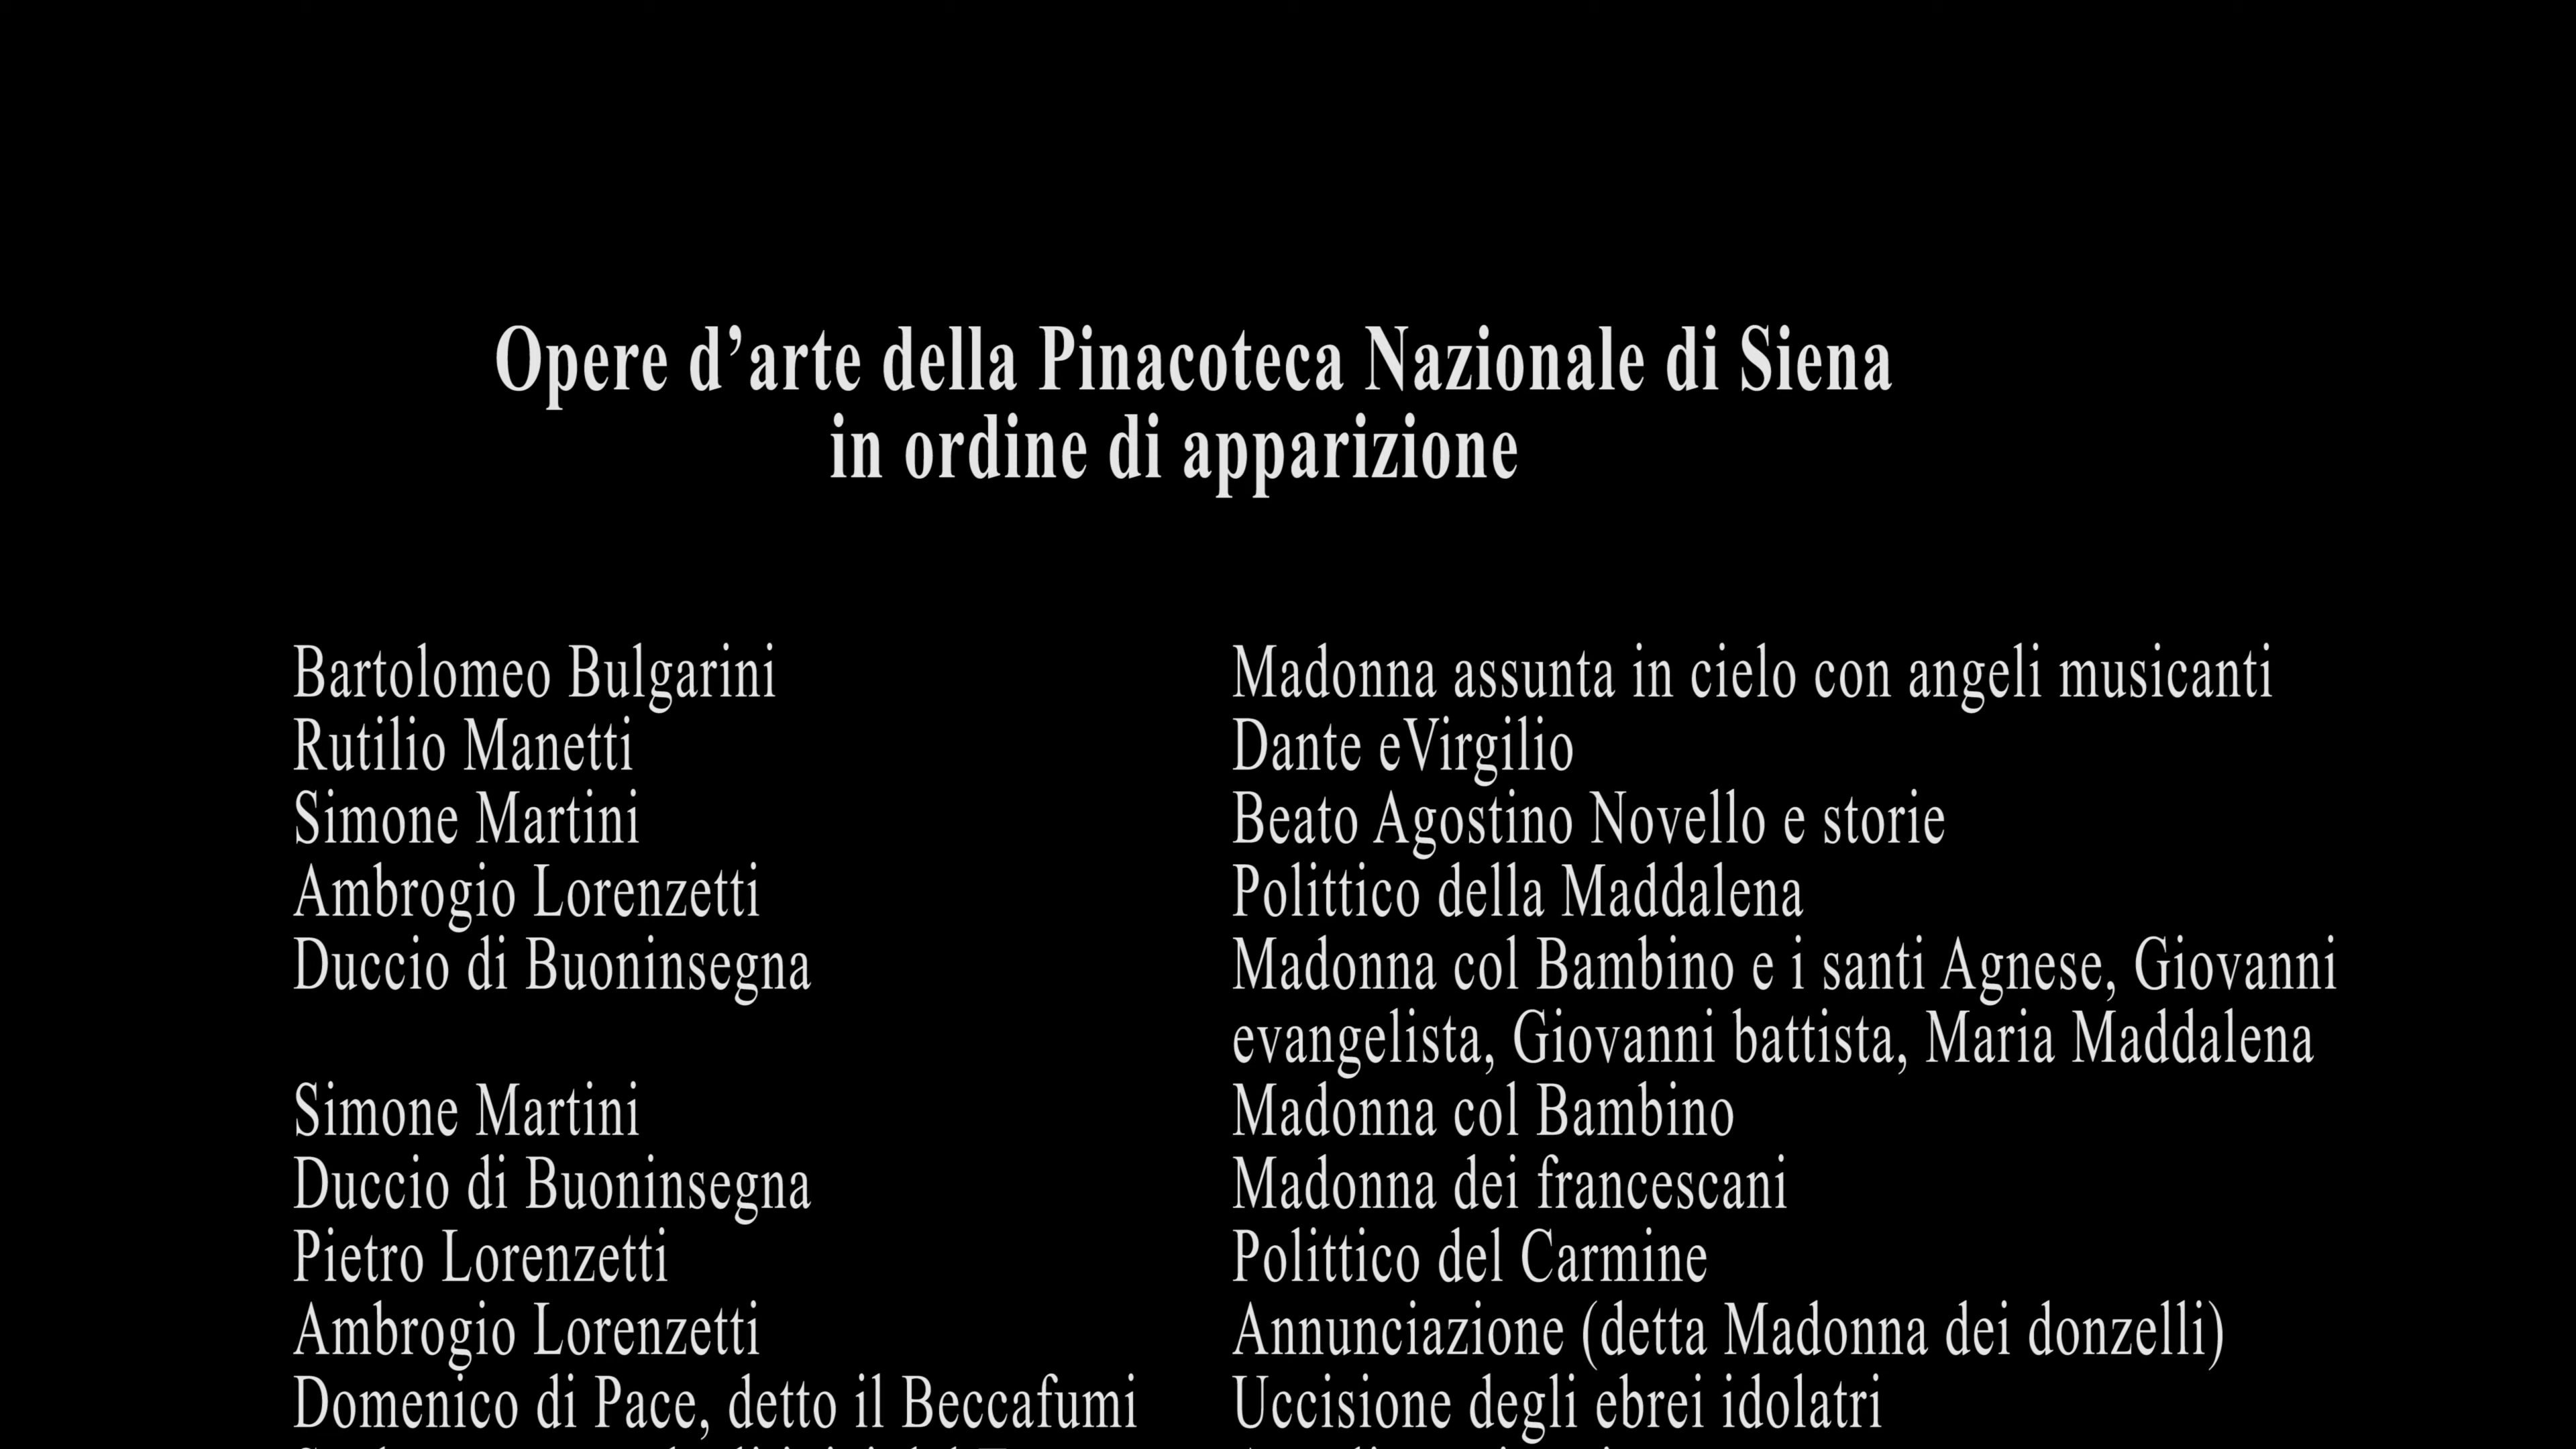 Opere d’arte della Pinacoteca Nazionale di Siena
in ordine di apparizione
Bartolomeo Bulgarini Madonna assunta in cielo con angeli musicanti
Rutilio Manetti Dante eVirgilio
Simone Martini Beato Agostino Novello e storie
Ambrogio Lorenzetti Polittico della Maddalena
Duccio di Buoninsegna Madonna col Bambino e i santi Agnese, Giovanni
evangelista, Giovanni battista, Maria Maddalena
Simone Martini Madonna col Bambino
Duccio di Buoninsegna Madonna dei francescani
Pietro Lorenzetti Polittico del Carmine
Ambrogio Lorenzetti Annunciazione (detta Madonna dei donzelli)
Domenico di Pace, detto il Beccafumi Uccisione degli ebrei idolatri